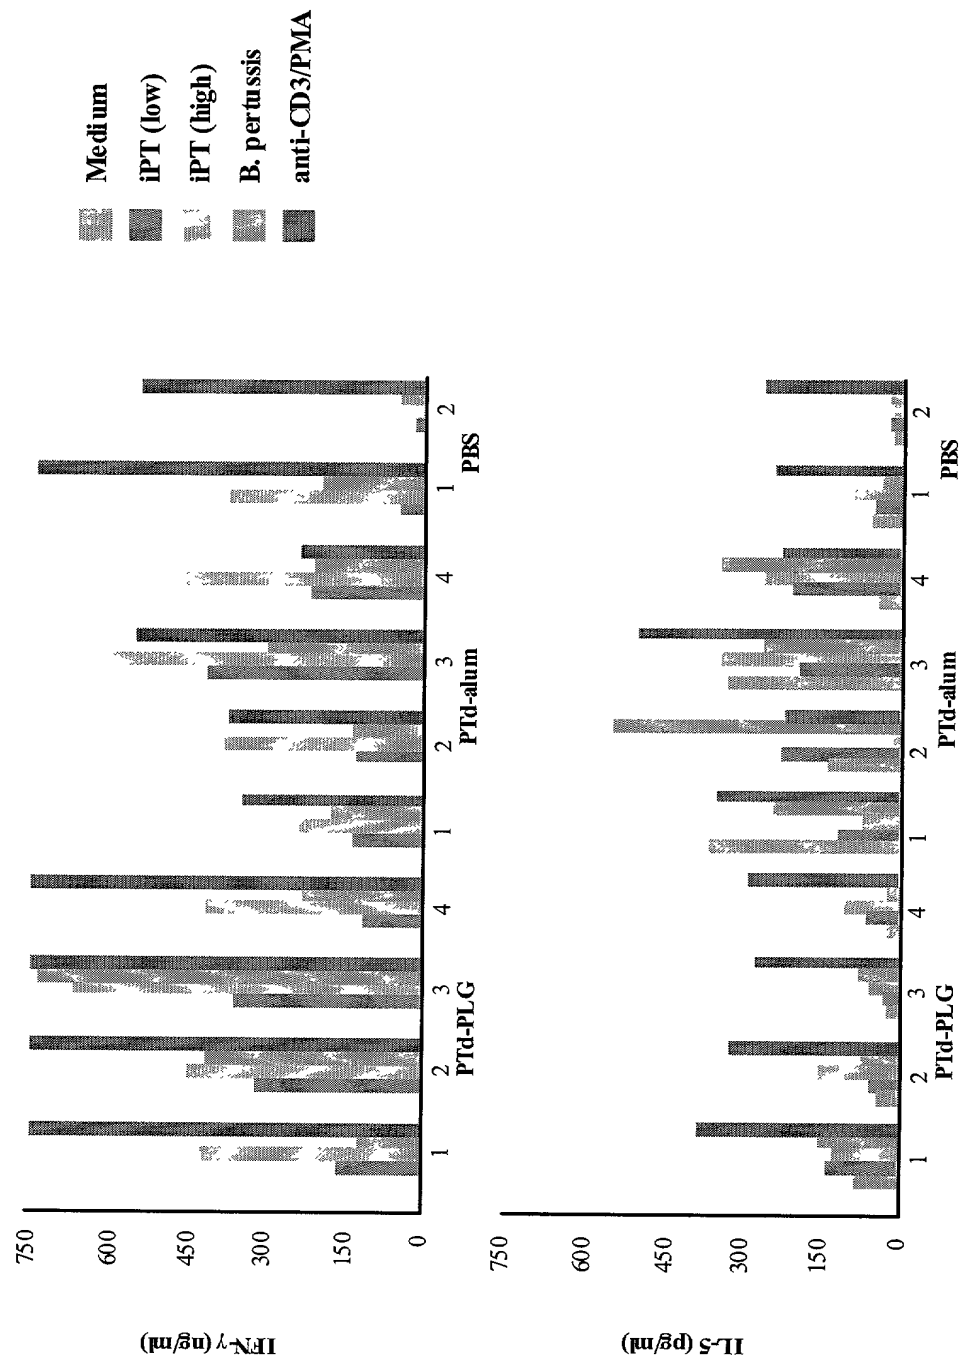 Medium
iPT (low)
iPT (high)
B. pertussis
anti-CD3/PMA
IFN-γ (ng/ml)
750
450
300
150
0
1 2 3 4 1 2 3 4 1 2
PTd-PLG PTd-alum PBS
IL-5 (pg/ml)
750
450
300
150
0
1 2 3 4 1 2 3 4 1 2
PTd-PLG PTd-alum PBS